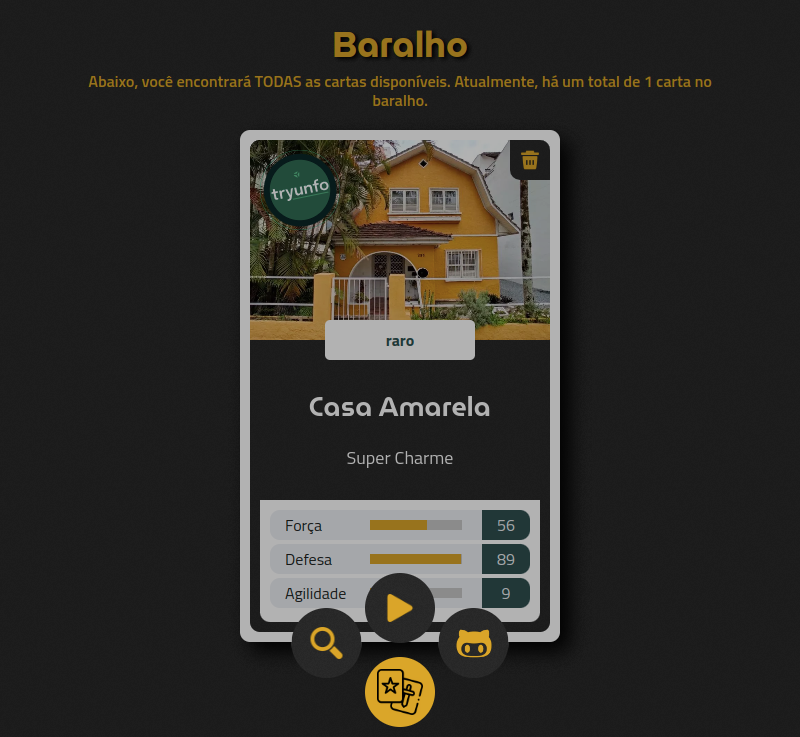 Baralho
Abaixo, você encontrará TODAS as cartas disponíveis. Atualmente, há um total de 1 carta no
baralho.
tryunfo
raro
Casa Amarela
Super Charme
Força 56
Defesa 89
Agilidade 9